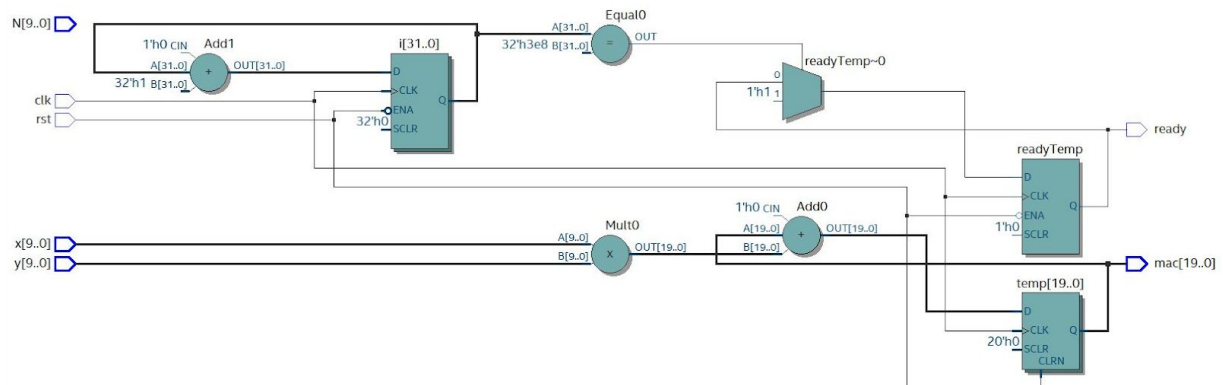 N[9..0]
Equal0
A[31..0]
32'h3e8 B[31..0]
=
OUT
1'h0 CIN
Add1
A[31..0]
32'h1 B[31..0]
+
OUT[31..0]
i[31..0]
D
>CLK
ENA
32'h0
SCLR
Q
readyTemp~0
0
1'h1 1
clk
rst
ready
readyTemp
D
>CLK
ENA
1'h0
SCLR
Q
x[9..0]
y[9..0]
Mult0
A[9..0]
B[9..0]
x
OUT[19..0]
1'h0 CIN
Add0
A[19..0]
B[19..0]
+
OUT[19..0]
mac[19..0]
temp[19..0]
D
>CLK
20'h0
SCLR
Q
CLRN